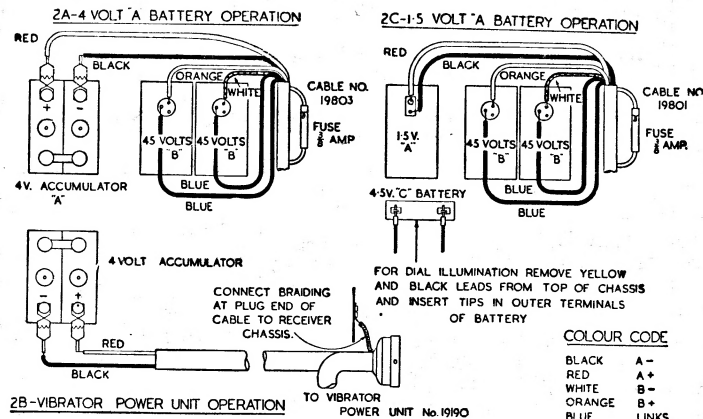 2A-4 VOLT "A" BATTERY OPERATION
RED
BLACK
ORANGE
WHITE
CABLE NO.
19803
FUSE
AMP
+
-
45 VOLTS
"B"
45 VOLTS
"B"
4V. ACCUMULATOR
"A"
BLUE
BLUE
2C-1·5 VOLT "A" BATTERY OPERATION
RED
BLACK
ORANGE
WHITE
CABLE NO
19801
FUSE
AMP.
1·5V.
"A"
45 VOLTS
"B"
45 VOLTS
"B"
BLUE
BLUE
4·5V. "C" BATTERY
FOR DIAL ILLUMINATION REMOVE YELLOW
AND BLACK LEADS FROM TOP OF CHASSIS
AND INSERT TIPS IN OUTER TERMINALS
OF BATTERY
4 VOLT ACCUMULATOR
-
+
RED
BLACK
CONNECT BRAIDING
AT PLUG END OF
CABLE TO RECEIVER
CHASSIS.
TO VIBRATOR
POWER UNIT No. 19190
2B-VIBRATOR POWER UNIT OPERATION
COLOUR CODE
BLACK A-
RED A+
WHITE B-
ORANGE B+
BLUE LINKS